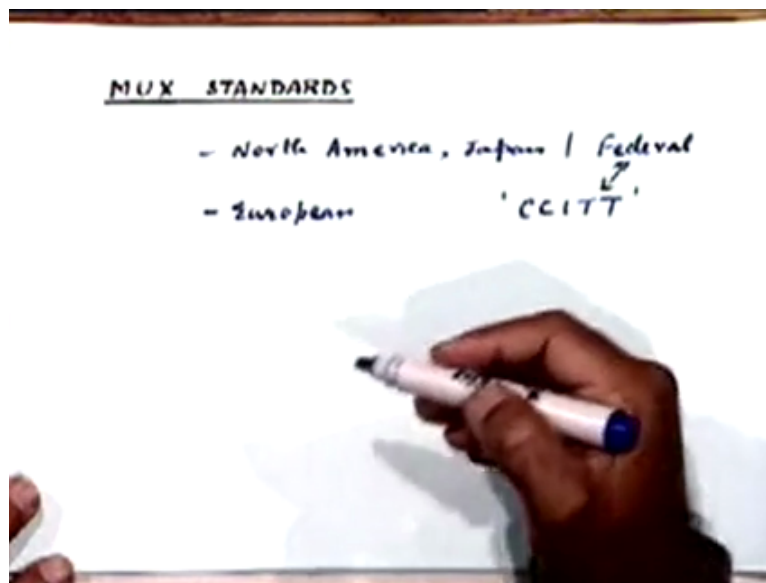 MUX STANDARDS
- North America, Japan | Federal
- European 'CCITT'